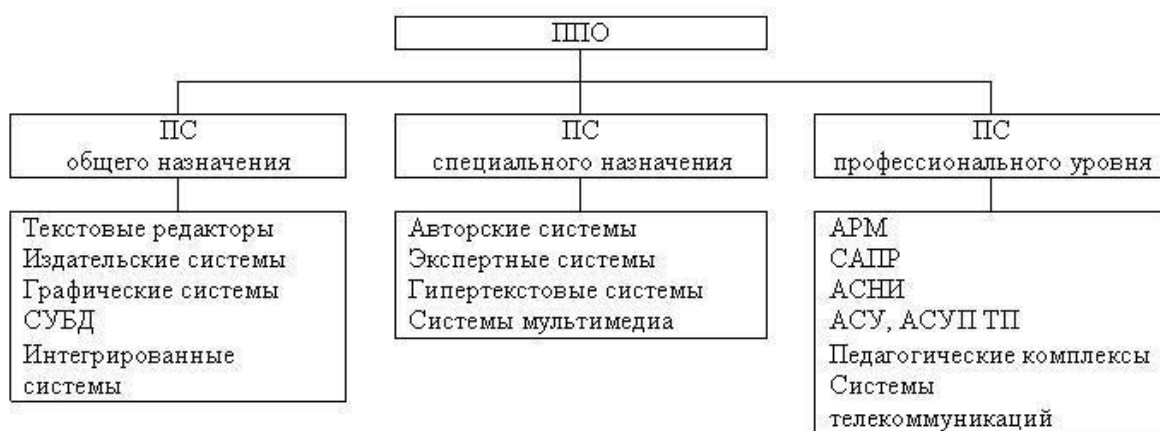 ППО
ПС
общего назначения
ПС
специального назначения
ПС
профессионального уровня
Текстовые редакторы
Издательские системы
Графические системы
СУБД
Интегрированные
системы
Авторские системы
Экспертные системы
Гипертекстовые системы
Системы мультимедиа
АРМ
САПР
АСНИ
АСУ, АСУП ТП
Педагогические комплексы
Системы
телекоммуникаций